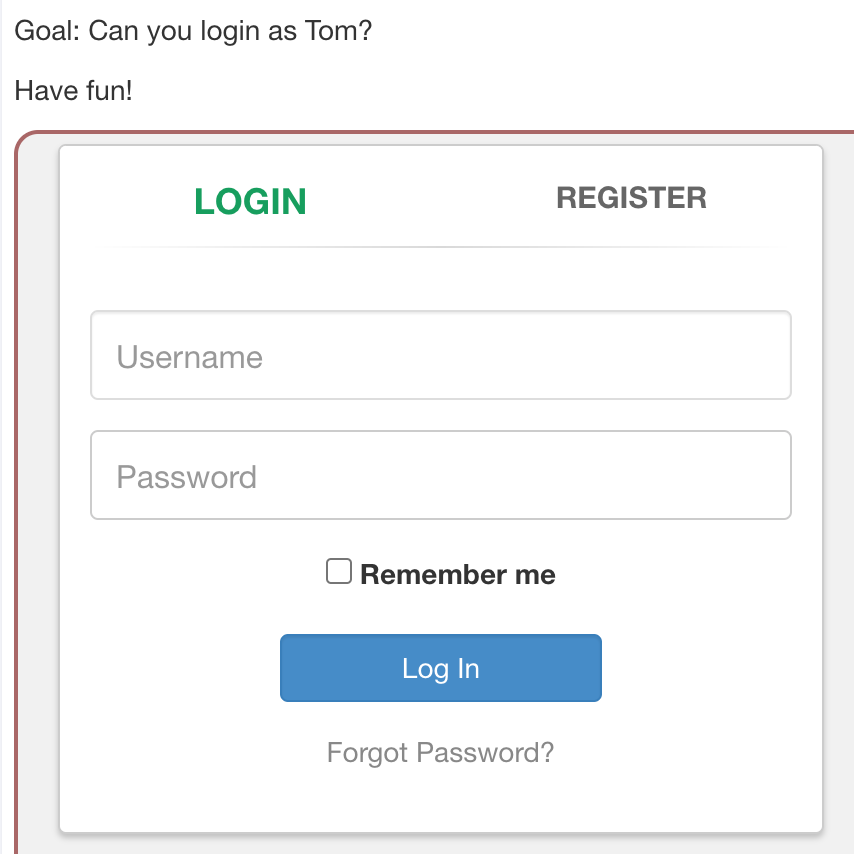 Goal: Can you login as Tom?
Have fun!
LOGIN
REGISTER
Username
Password
Remember me
Log In
Forgot Password?